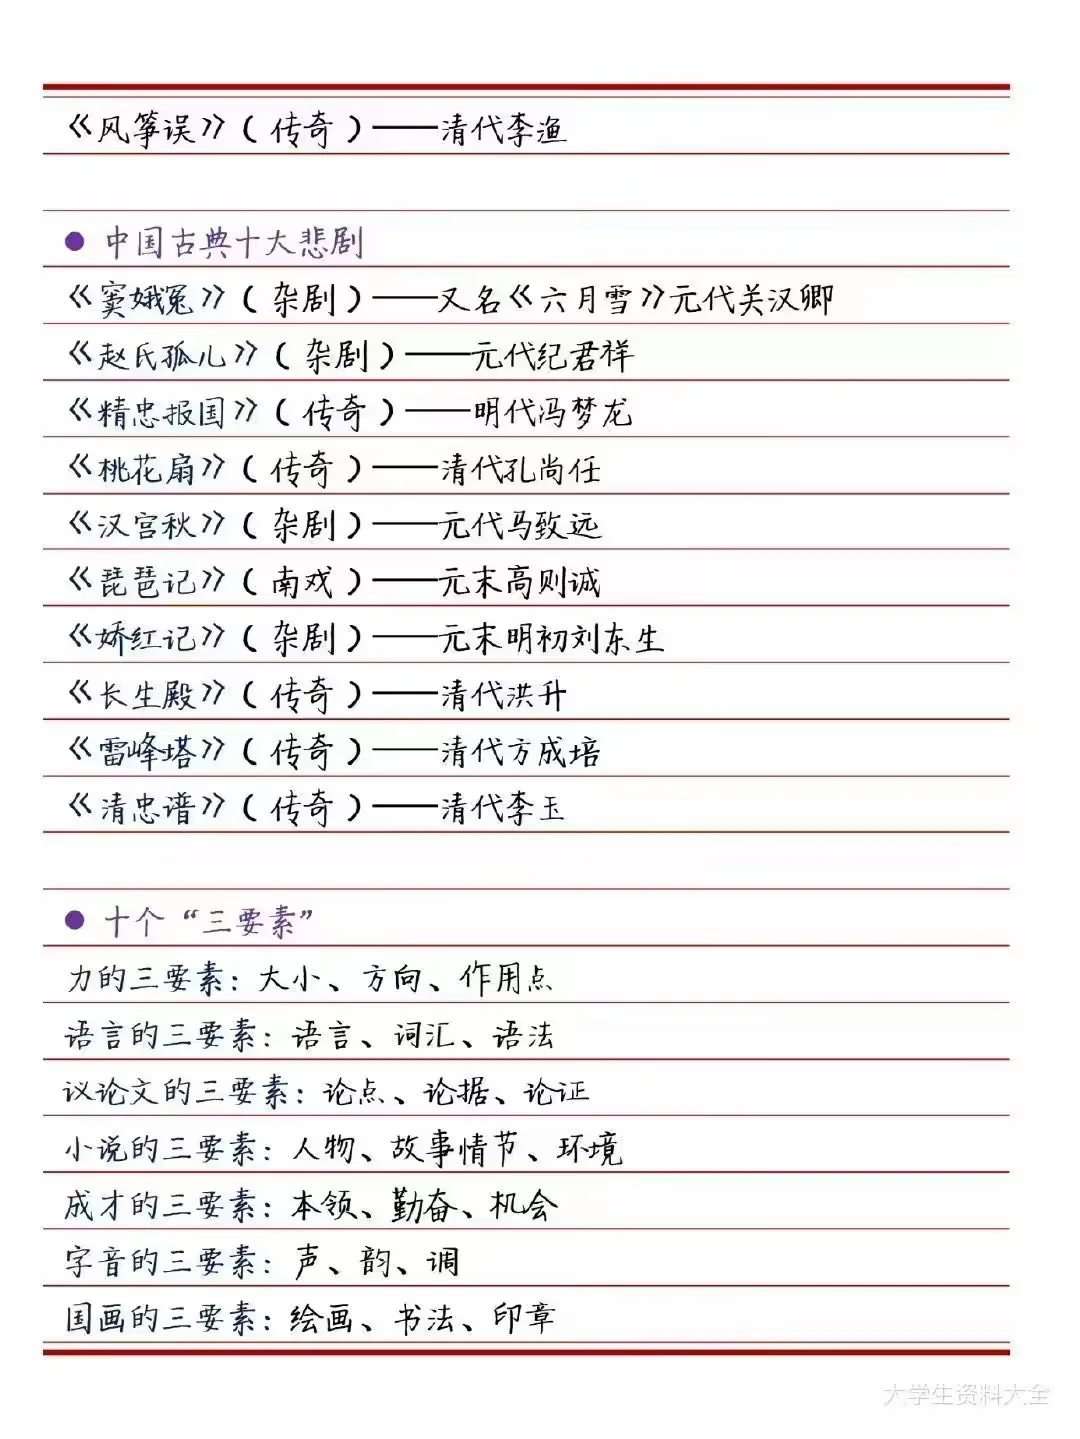 《风筝误》(传奇)——清代李渔
● 中国古典十大悲剧
《窦娥冤》(杂剧)——又名《六月雪》元代关汉卿
《赵氏孤儿》(杂剧)——元代纪君祥
《精忠报国》(传奇)——明代冯梦龙
《桃花扇》(传奇)——清代孔尚任
《汉宫秋》(杂剧)——元代马致远
《琵琶记》(南戏)——元末高则诚
《娇红记》(杂剧)——元末明初刘东生
《长生殿》(传奇)——清代洪升
《雷峰塔》(传奇)——清代方成培
《清忠谱》(传奇)——清代李玉
● 十个“三要素”
力的三要素:大小、方向、作用点
语言的三要素:语言、词汇、语法
议论文的三要素:论点、论据、论证
小说的三要素:人物、故事情节、环境
成才的三要素:本领、勤奋、机会
字音的三要素:声、韵、调
国画的三要素:绘画、书法、印章
大学生资料大全